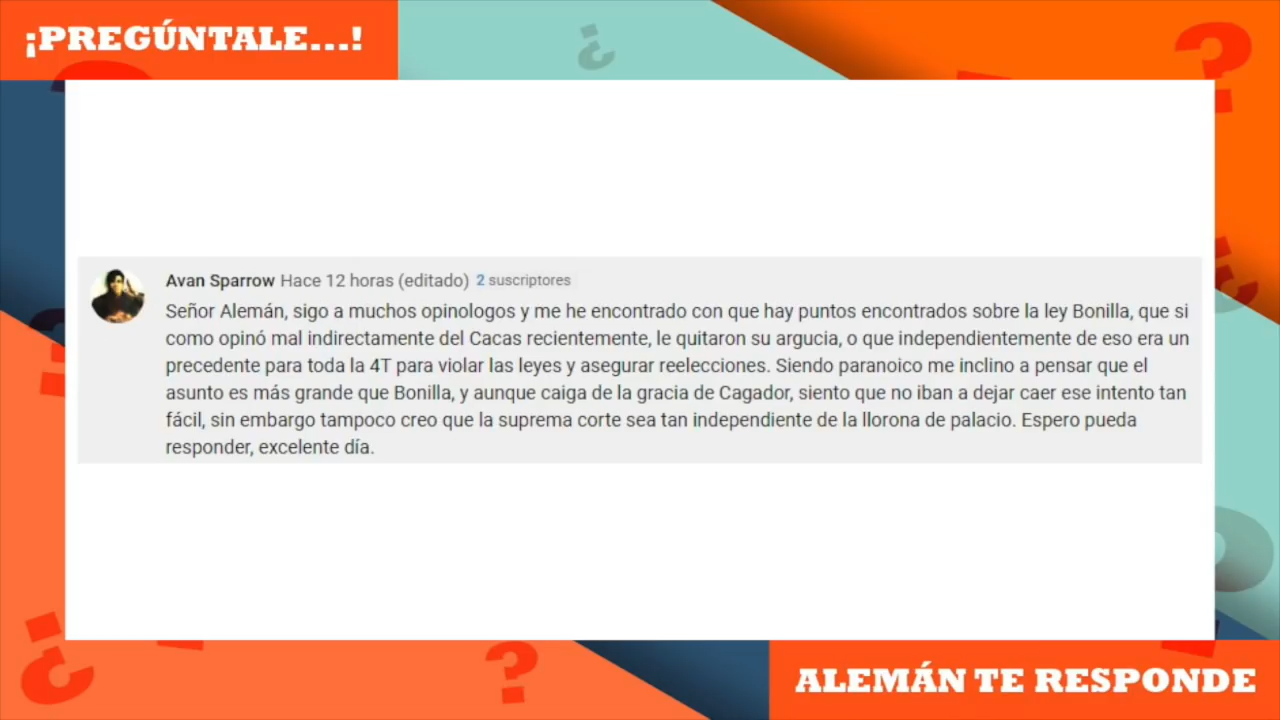 ¡PREGÚNTALE...!
Avan Sparrow Hace 12 horas (editado) 2 suscriptores
Señor Alemán, sigo a muchos opinologos y me he encontrado con que hay puntos encontrados sobre la ley Bonilla, que si
como opinó mal indirectamente del Cacas recientemente, le quitaron su argucia, o que independientemente de eso era un
precedente para toda la 4T para violar las leyes y asegurar reelecciones. Siendo paranoico me inclino a pensar que el
asunto es más grande que Bonilla, y aunque caiga de la gracia de Cagador, siento que no iban a dejar caer ese intento tan
fácil, sin embargo tampoco creo que la suprema corte sea tan independiente de la llorona de palacio. Espero pueda
responder, excelente día.
ALEMÁN TE RESPONDE